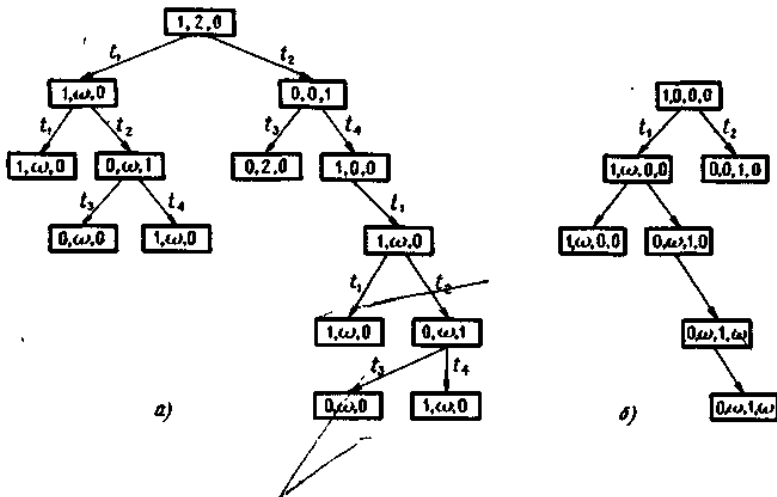 1,2,0
t₁ t₂
1,ω,0 0,0,1
t₁ t₂ t₃ t₄
1,ω,0 0,ω,1 0,2,0 1,0,0
t₃ t₄ t₁
0,ω,0 1,ω,0 1,ω,0
t₁ t₂
1,ω,0 0,ω,1
t₃ t₄
0,ω,0 1,ω,0
а)
1,0,0,0
t₁ t₂
1,ω,0,0 0,0,1,0
1,ω,0,0 0,ω,1,0
0,ω,1,ω
0,ω,1,ω
б)